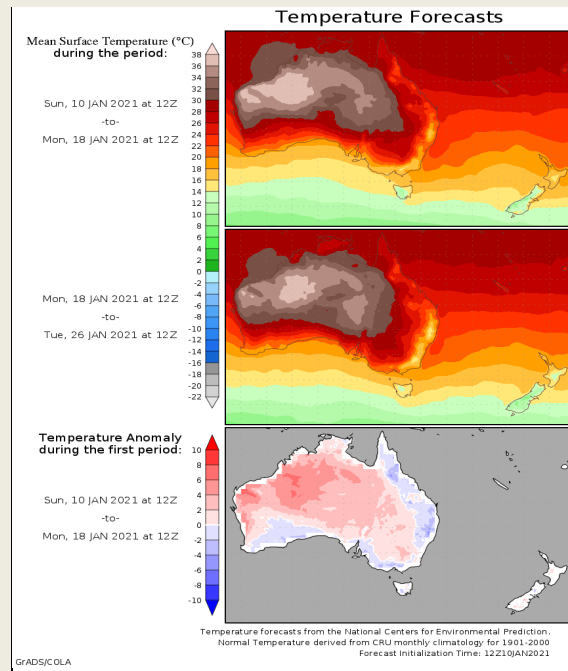 Temperature Forecasts
Mean Surface Temperature (°C)
during the period:
Sun, 10 JAN 2021 at 12Z
-to-
Mon, 18 JAN 2021 at 12Z
38
36
34
32
30
28
26
24
22
20
18
16
14
12
10
8
6
4
2
0
-2
-4
-6
-8
-10
-12
-14
-16
-18
-20
-22
Mon, 18 JAN 2021 at 12Z
-to-
Tue, 26 JAN 2021 at 12Z
Temperature Anomaly
during the first period:
Sun, 10 JAN 2021 at 12Z
-to-
Mon, 18 JAN 2021 at 12Z
10
8
6
4
2
0
-2
-4
-6
-8
-10
Temperature forecasts from the National Centers for Environmental Prediction.
Normal Temperature derived from CRU monthly climatology for 1901-2000
Forecast Initialization Time: 12Z10JAN2021
GrADS/COLA